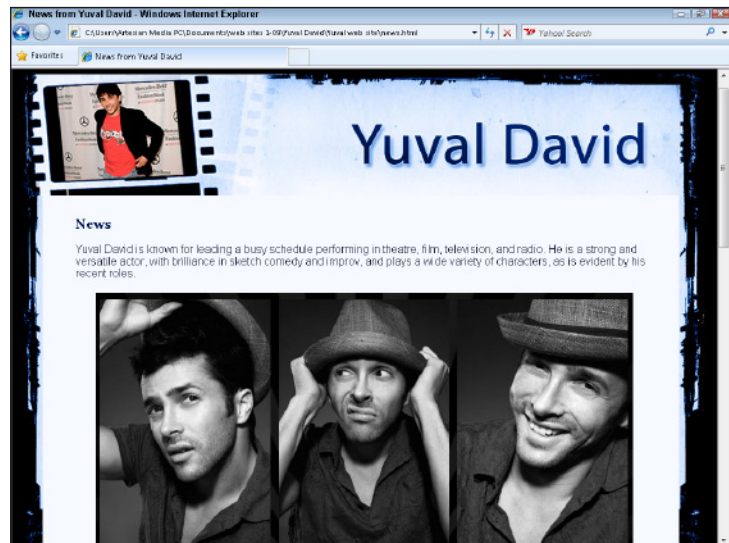 News from Yuval David - Windows Internet Explorer
C:\Users\Artesian Media PC\Documents\web sites 1-09\Yuval David\Yuval web site\news.html
Yahoo! Search
Favorites
News from Yuval David
Mercedes-Benz
FashionWeek
Yuval David
News
Yuval David is known for leading a busy schedule performing in theatre, film, television, and radio. He is a strong and
versatile actor, with brilliance in sketch comedy and improv, and plays a wide variety of characters, as is evident by his
recent roles.